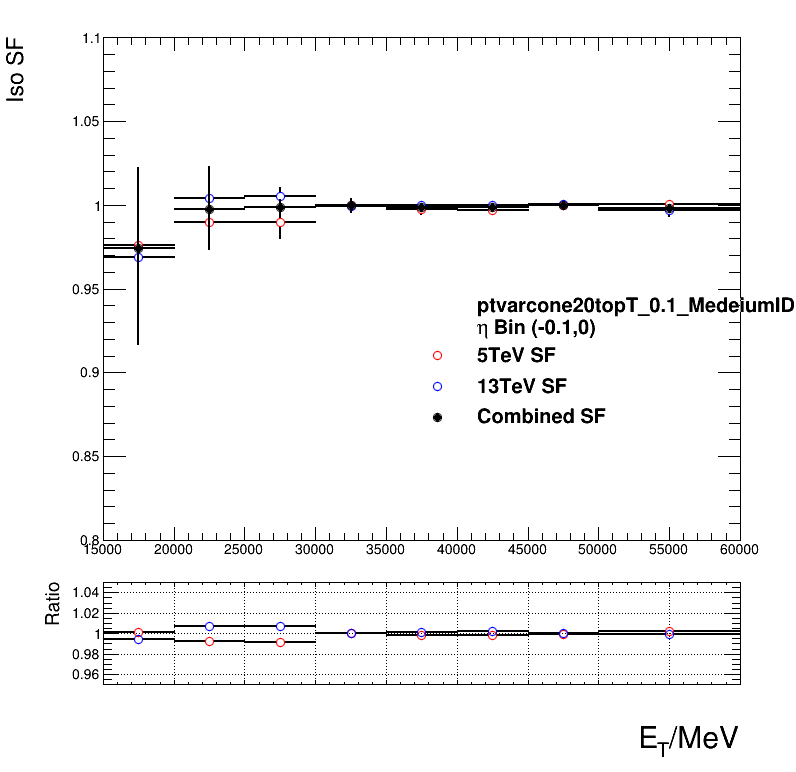 Iso SF
1.1
1.05
1
0.95
0.9
0.85
0.8
ptvarcone20topT_0.1_MedeiumID
η Bin (-0.1,0)
5TeV SF
13TeV SF
Combined SF
15000 20000 25000 30000 35000 40000 45000 50000 55000 60000
Ratio
1.04
1.02
1
0.98
0.96
E_T/MeV